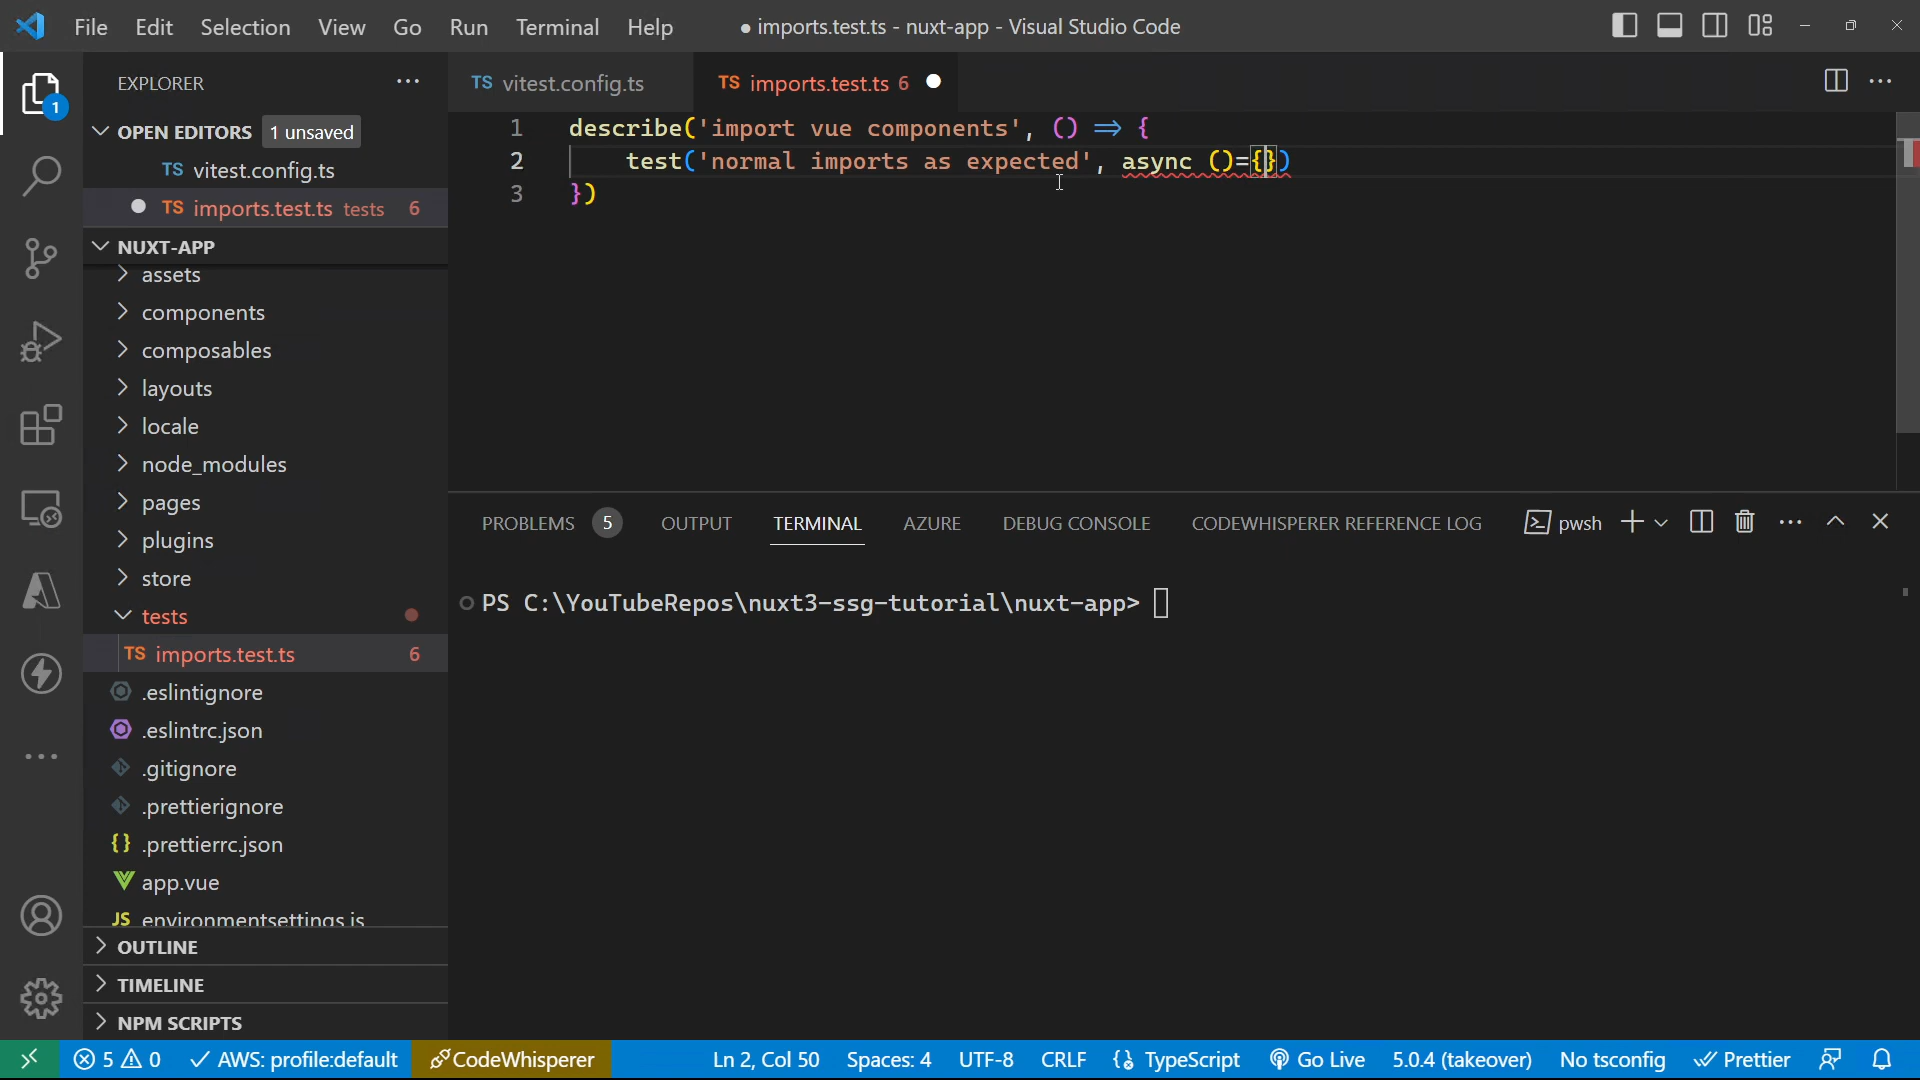 File Edit Selection View Go Run Terminal Help
● imports.test.ts - nuxt-app - Visual Studio Code
1
EXPLORER
OPEN EDITORS 1 unsaved
TS vitest.config.ts
TS imports.test.ts tests 6
NUXT-APP
assets
components
composables
layouts
locale
node_modules
pages
plugins
store
tests
TS imports.test.ts 6
.eslintignore
.eslintrc.json
.gitignore
.prettierignore
{} .prettierrc.json
app.vue
JS environmentsettings.js
OUTLINE
TIMELINE
NPM SCRIPTS
TS vitest.config.ts
TS imports.test.ts 6
1 describe('import vue components', () => {
2 test('normal imports as expected', async ()={})
3 })
PROBLEMS 5 OUTPUT TERMINAL AZURE DEBUG CONSOLE CODEWHISPERER REFERENCE LOG pwsh
PS C:\YouTubeRepos\nuxt3-ssg-tutorial\nuxt-app>
5 0 AWS: profile:default CodeWhisperer Ln 2, Col 50 Spaces: 4 UTF-8 CRLF {} TypeScript Go Live 5.0.4 (takeover) No tsconfig Prettier